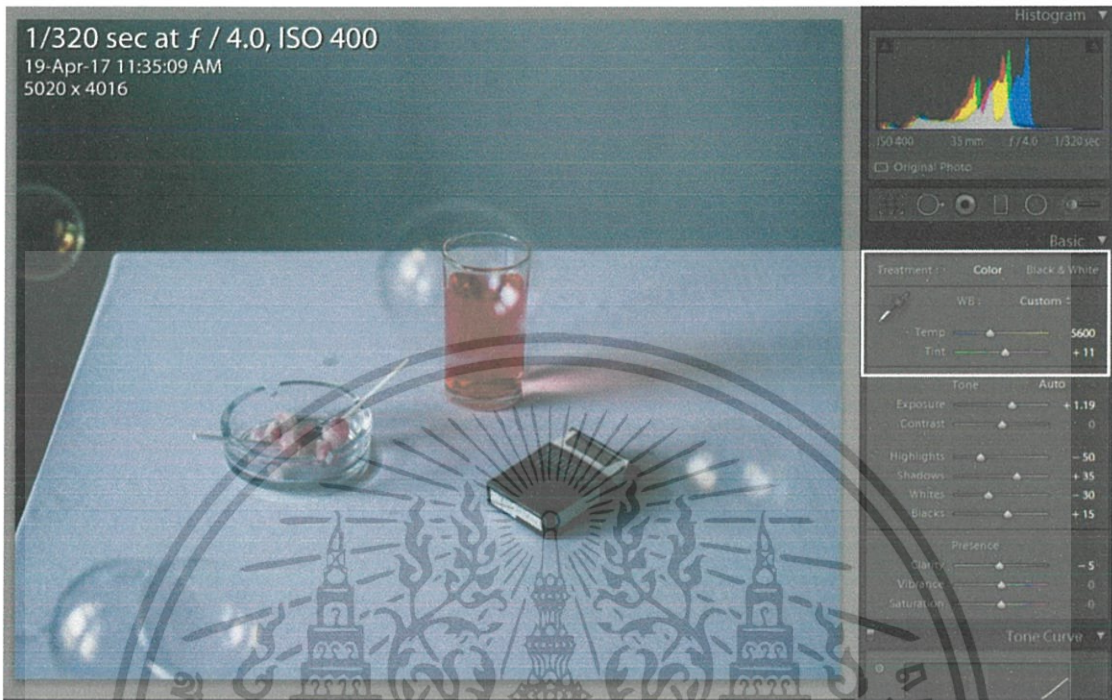 1/320 sec at ƒ / 4.0, ISO 400
19-Apr-17 11:35:09 AM
5020 x 4016
Histogram
ISO 400 35 mm ƒ / 4.0 1/320 sec
Original Photo
Basic
Treatment : Color Black & White
WB : Custom
Temp 5600
Tint + 11
Tone Auto
Exposure + 1.19
Contrast 0
Highlights - 50
Shadows + 35
Whites - 30
Blacks + 15
Presence
Clarity - 5
Vibrance 0
Saturation 0
Tone Curve